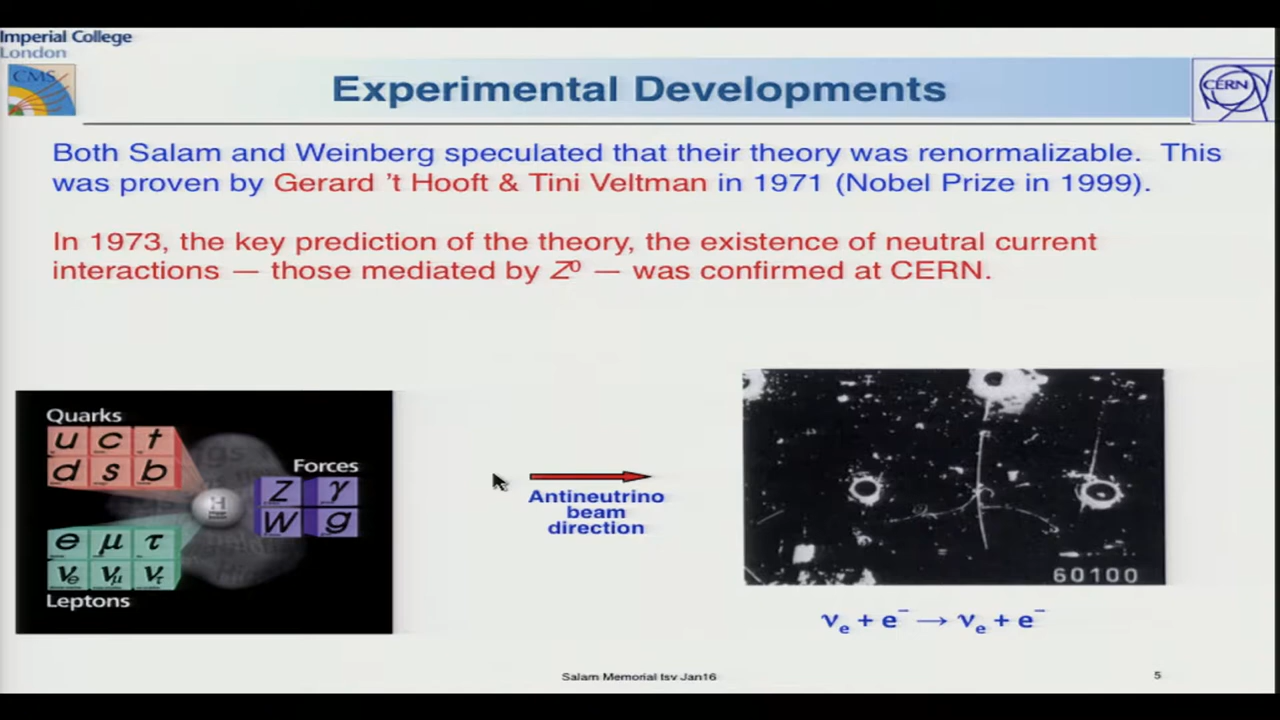 Imperial College
London
CMS
Experimental Developments
CERN
Both Salam and Weinberg speculated that their theory was renormalizable. This
was proven by Gerard ’t Hooft & Tini Veltman in 1971 (Nobel Prize in 1999).
In 1973, the key prediction of the theory, the existence of neutral current
interactions — those mediated by Z⁰ — was confirmed at CERN.
Quarks
u c t
d s b
Forces
Z γ
W g
H
e μ τ
νe νμ ντ
Leptons
Antineutrino
beam
direction
60100
νe + e⁻ → νe + e⁻
Salam Memorial tsv Jan16
5